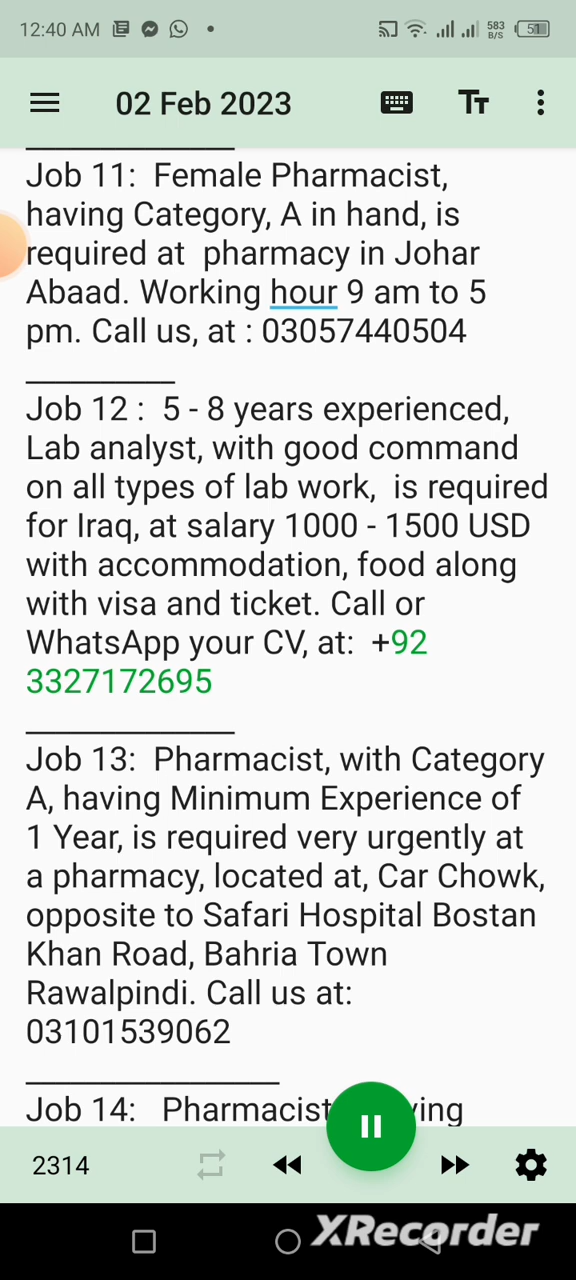 12:40 AM
583
B/S
51
02 Feb 2023
TT
Job 11:  Female Pharmacist,
having Category, A in hand, is
required at  pharmacy in Johar
Abaad. Working hour 9 am to 5
pm. Call us, at : 03057440504
Job 12 :  5 - 8 years experienced,
Lab analyst, with good command
on all types of lab work,  is required
for Iraq, at salary 1000 - 1500 USD
with accommodation, food along
with visa and ticket. Call or
WhatsApp your CV, at:  +92
3327172695
Job 13:  Pharmacist, with Category
A, having Minimum Experience of
1 Year, is required very urgently at
a pharmacy, located at, Car Chowk,
opposite to Safari Hospital Bostan
Khan Road, Bahria Town
Rawalpindi. Call us at:
03101539062
Job 14:   Pharmacist
2314
XRecorder